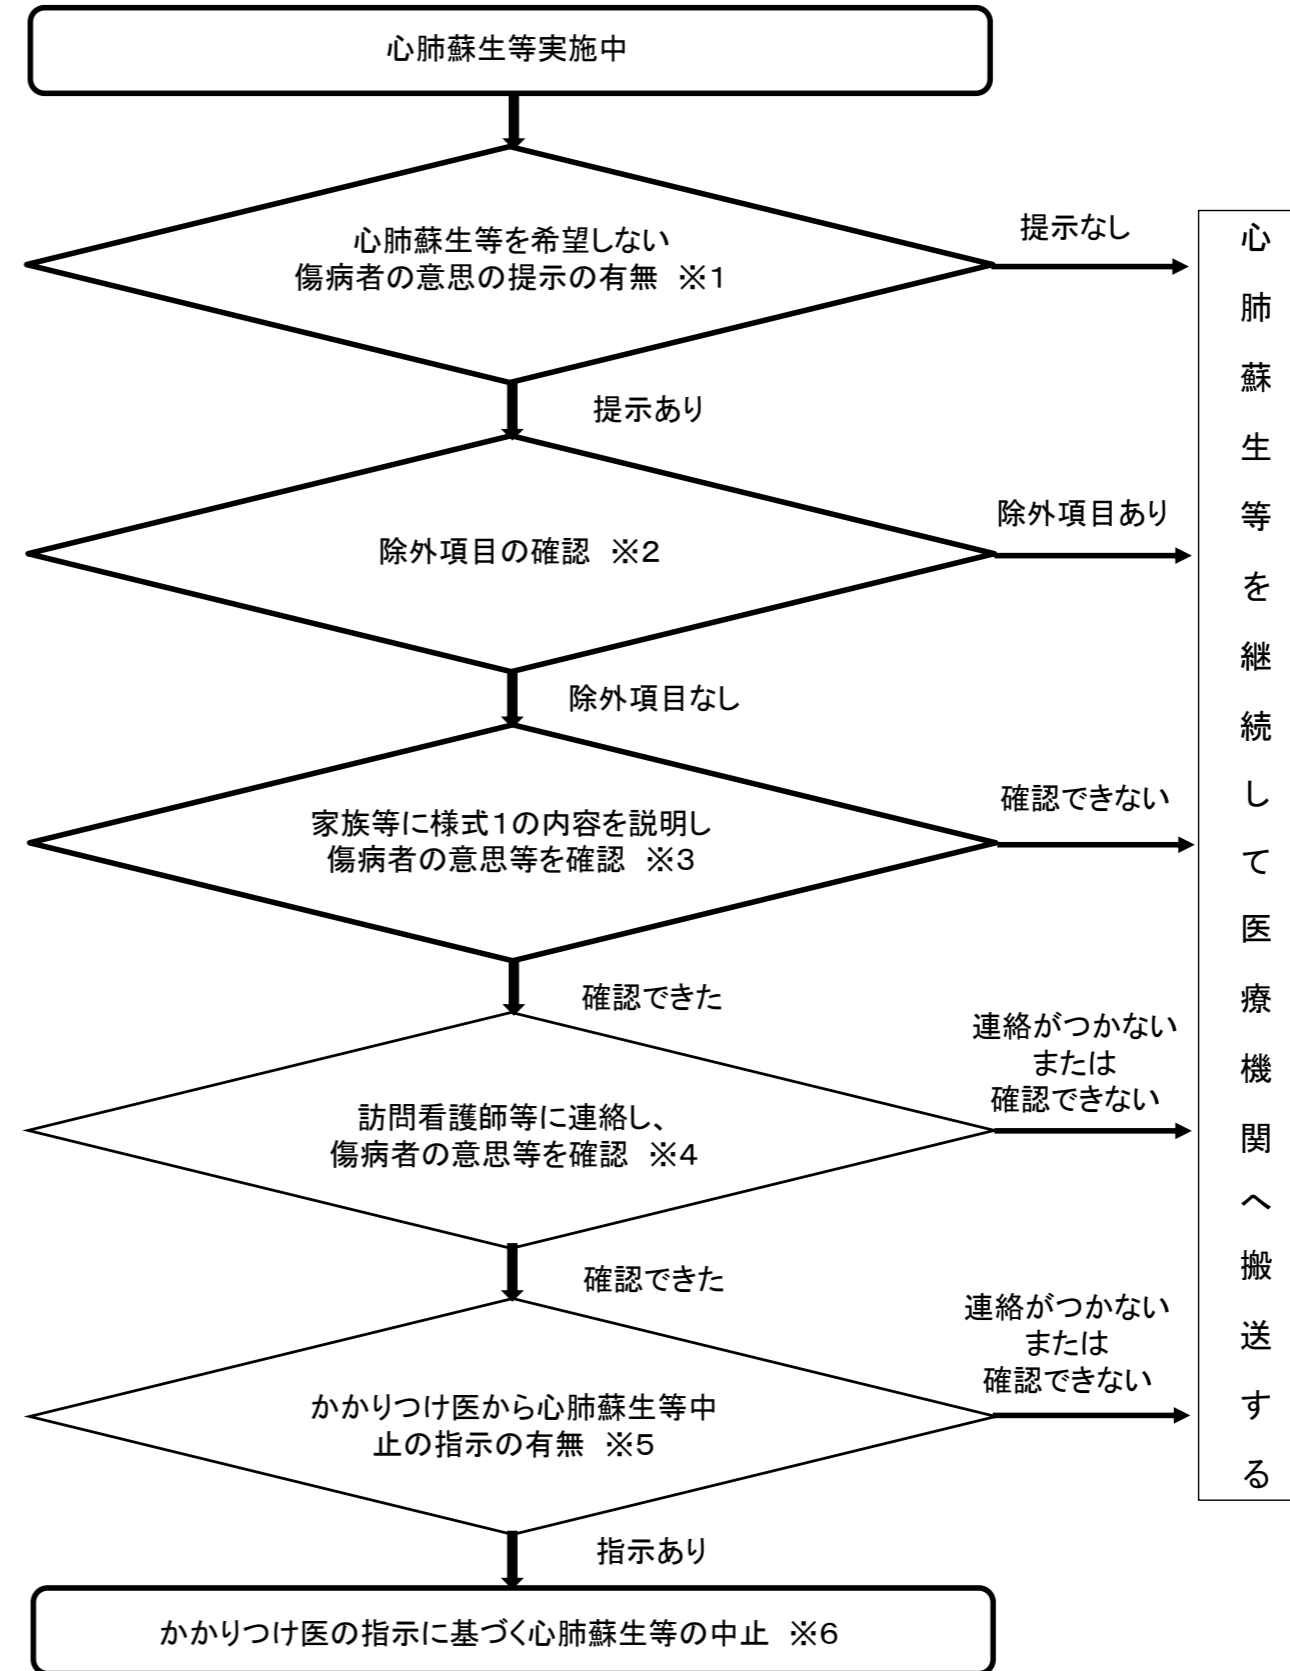 心肺蘇生等実施中
心肺蘇生等を希望しない
傷病者の意思の提示の有無 ※1
提示なし
提示あり
除外項目の確認 ※2
除外項目あり
除外項目なし
家族等に様式1の内容を説明し
傷病者の意思等を確認 ※3
確認できない
確認できた
訪問看護師等に連絡し、
傷病者の意思等を確認 ※4
連絡がつかない
または
確認できない
確認できた
かかりつけ医から心肺蘇生等中
止の指示の有無 ※5
連絡がつかない
または
確認できない
指示あり
かかりつけ医の指示に基づく心肺蘇生等の中止 ※6
心肺蘇生等を継続して医療機関へ搬送する